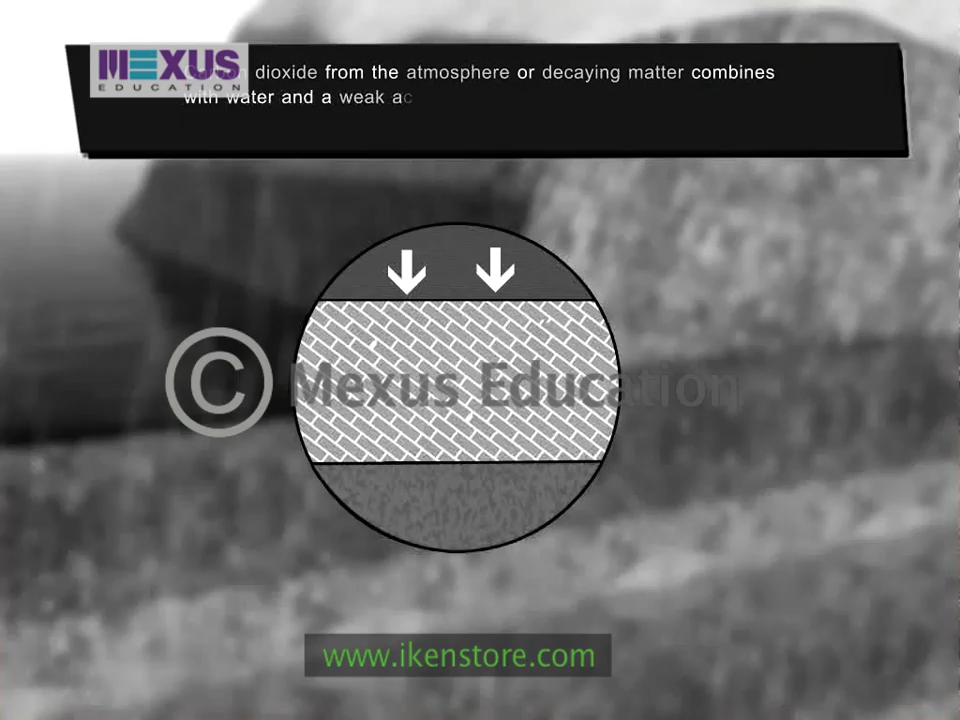 MEXUS
EDUCATION
dioxide from the atmosphere or decaying matter combines
with water and a weak ac
© Mexus Education
www.ikenstore.com